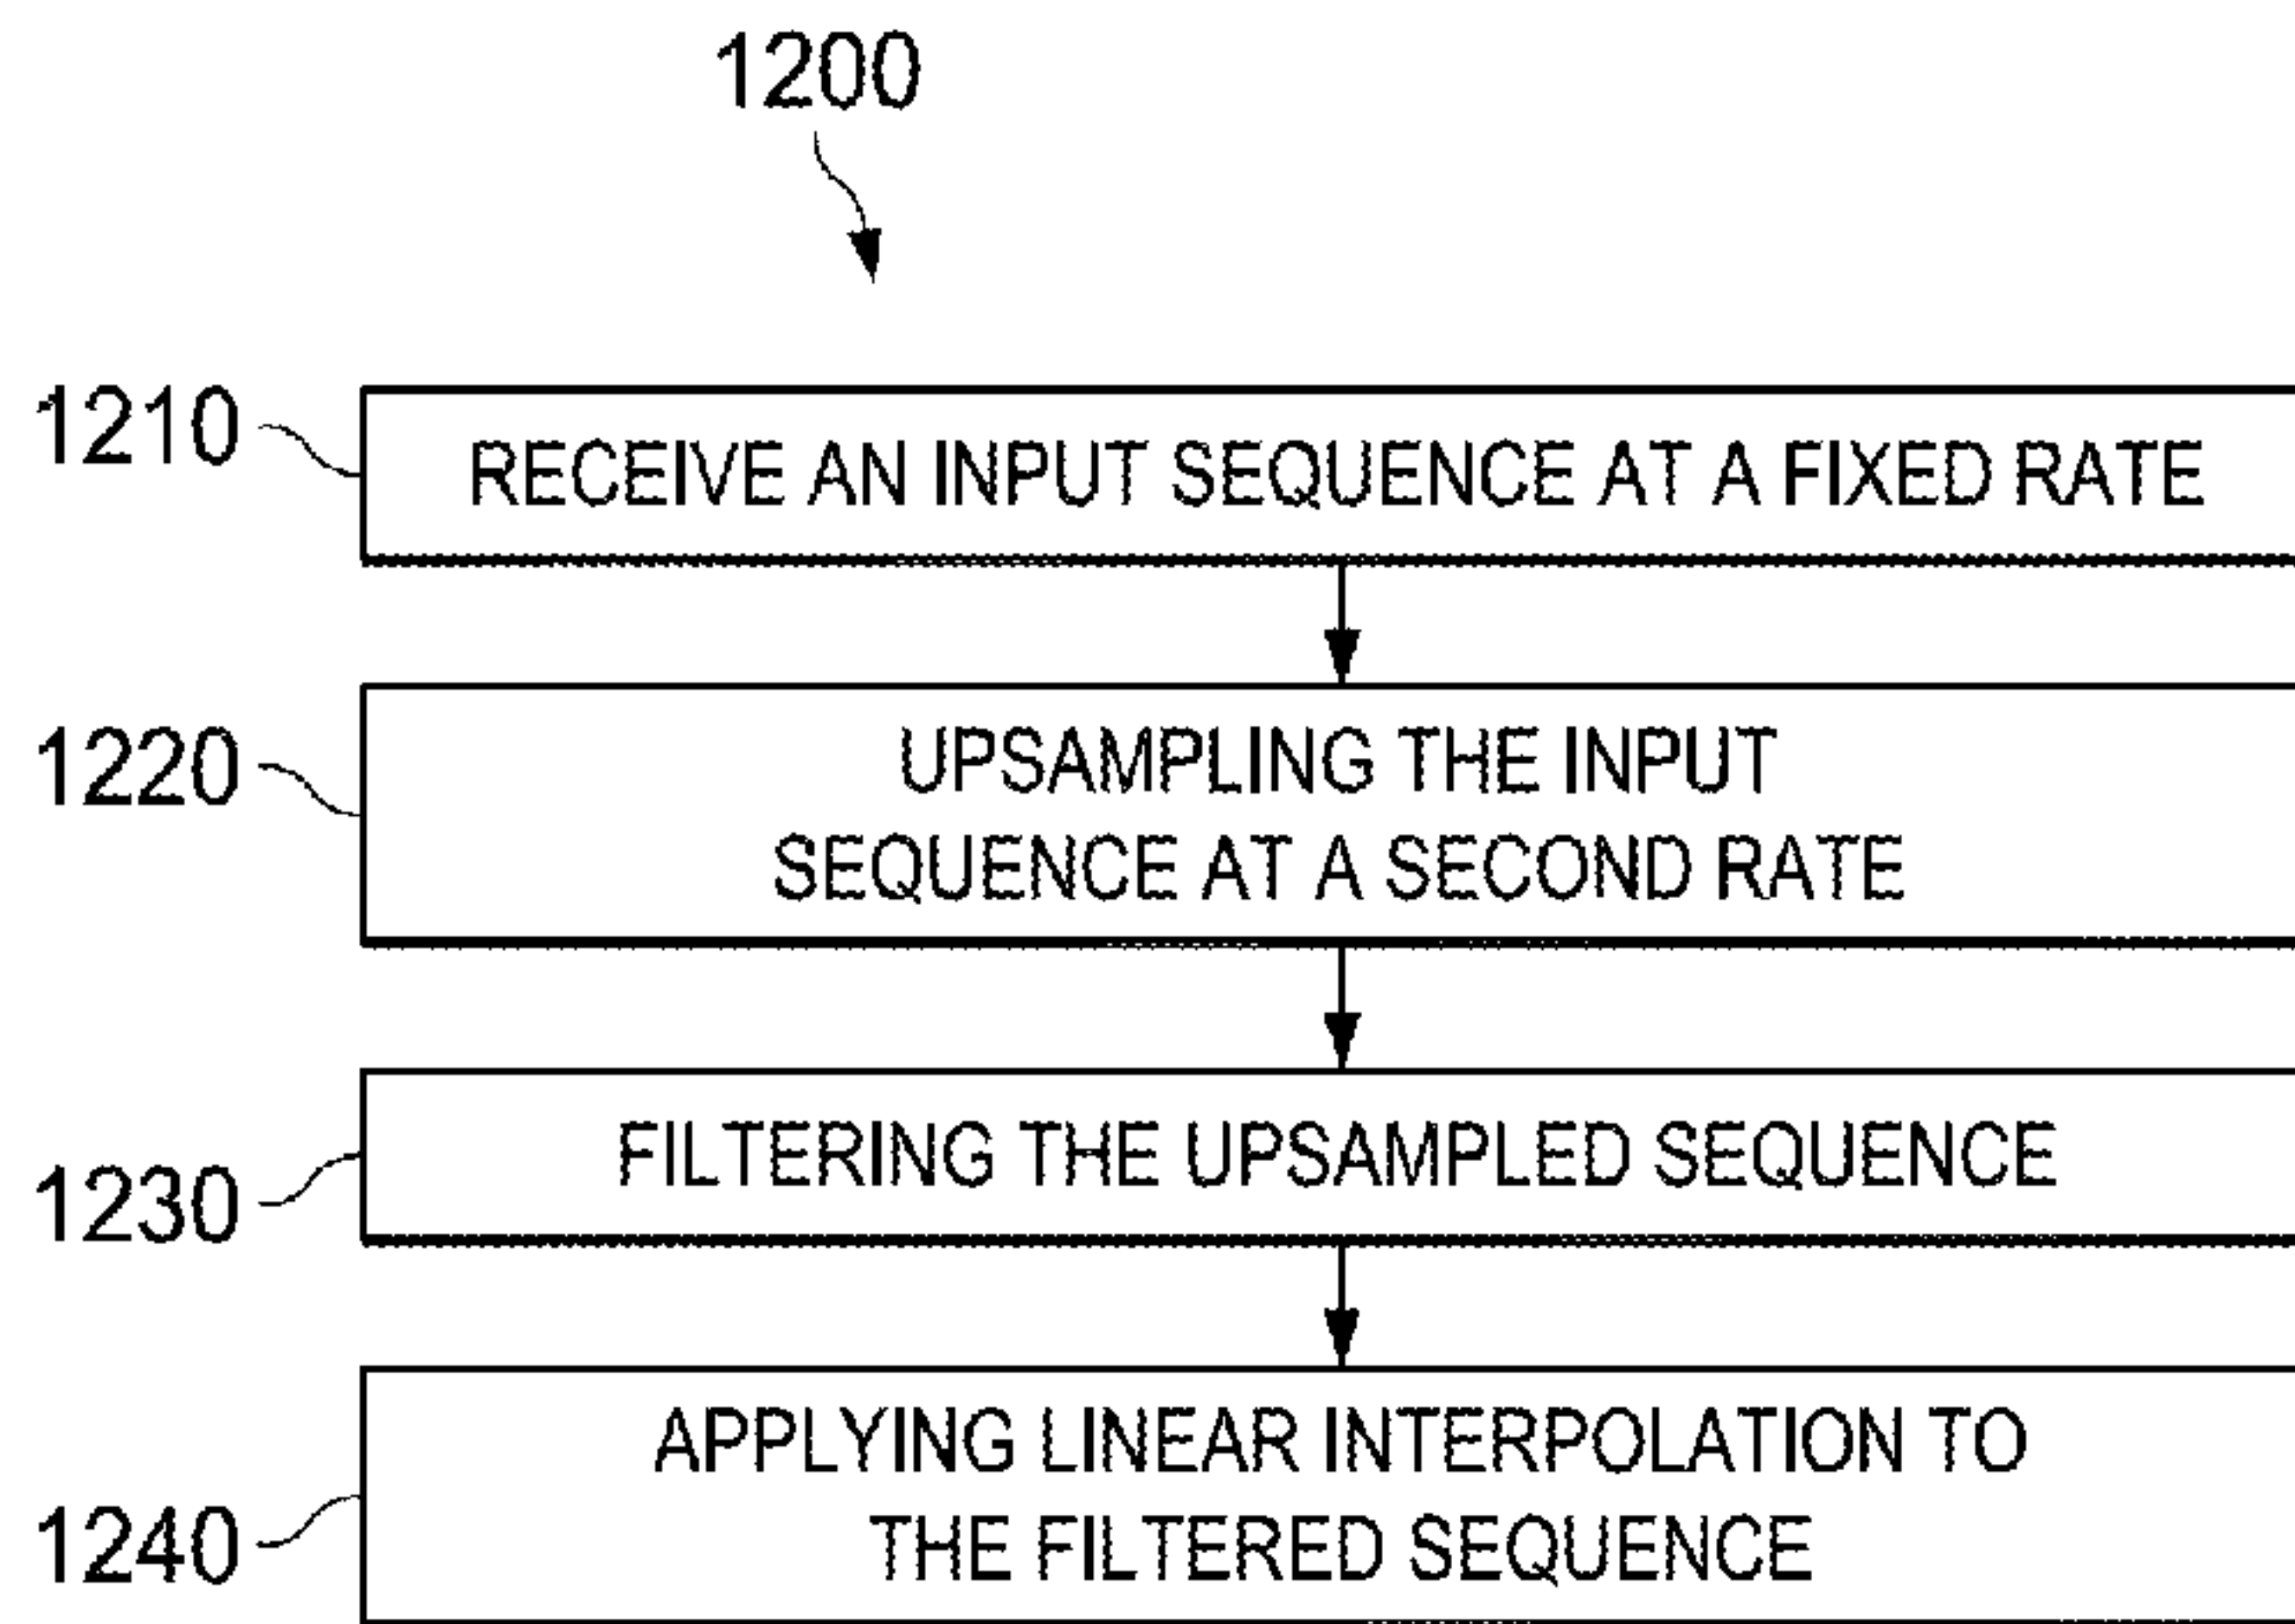 1200
1210
RECEIVE AN INPUT SEQUENCE AT A FIXED RATE
1220
UPSAMPLING THE INPUT
SEQUENCE AT A SECOND RATE
1230
FILTERING THE UPSAMPLED SEQUENCE
1240
APPLYING LINEAR INTERPOLATION TO
THE FILTERED SEQUENCE